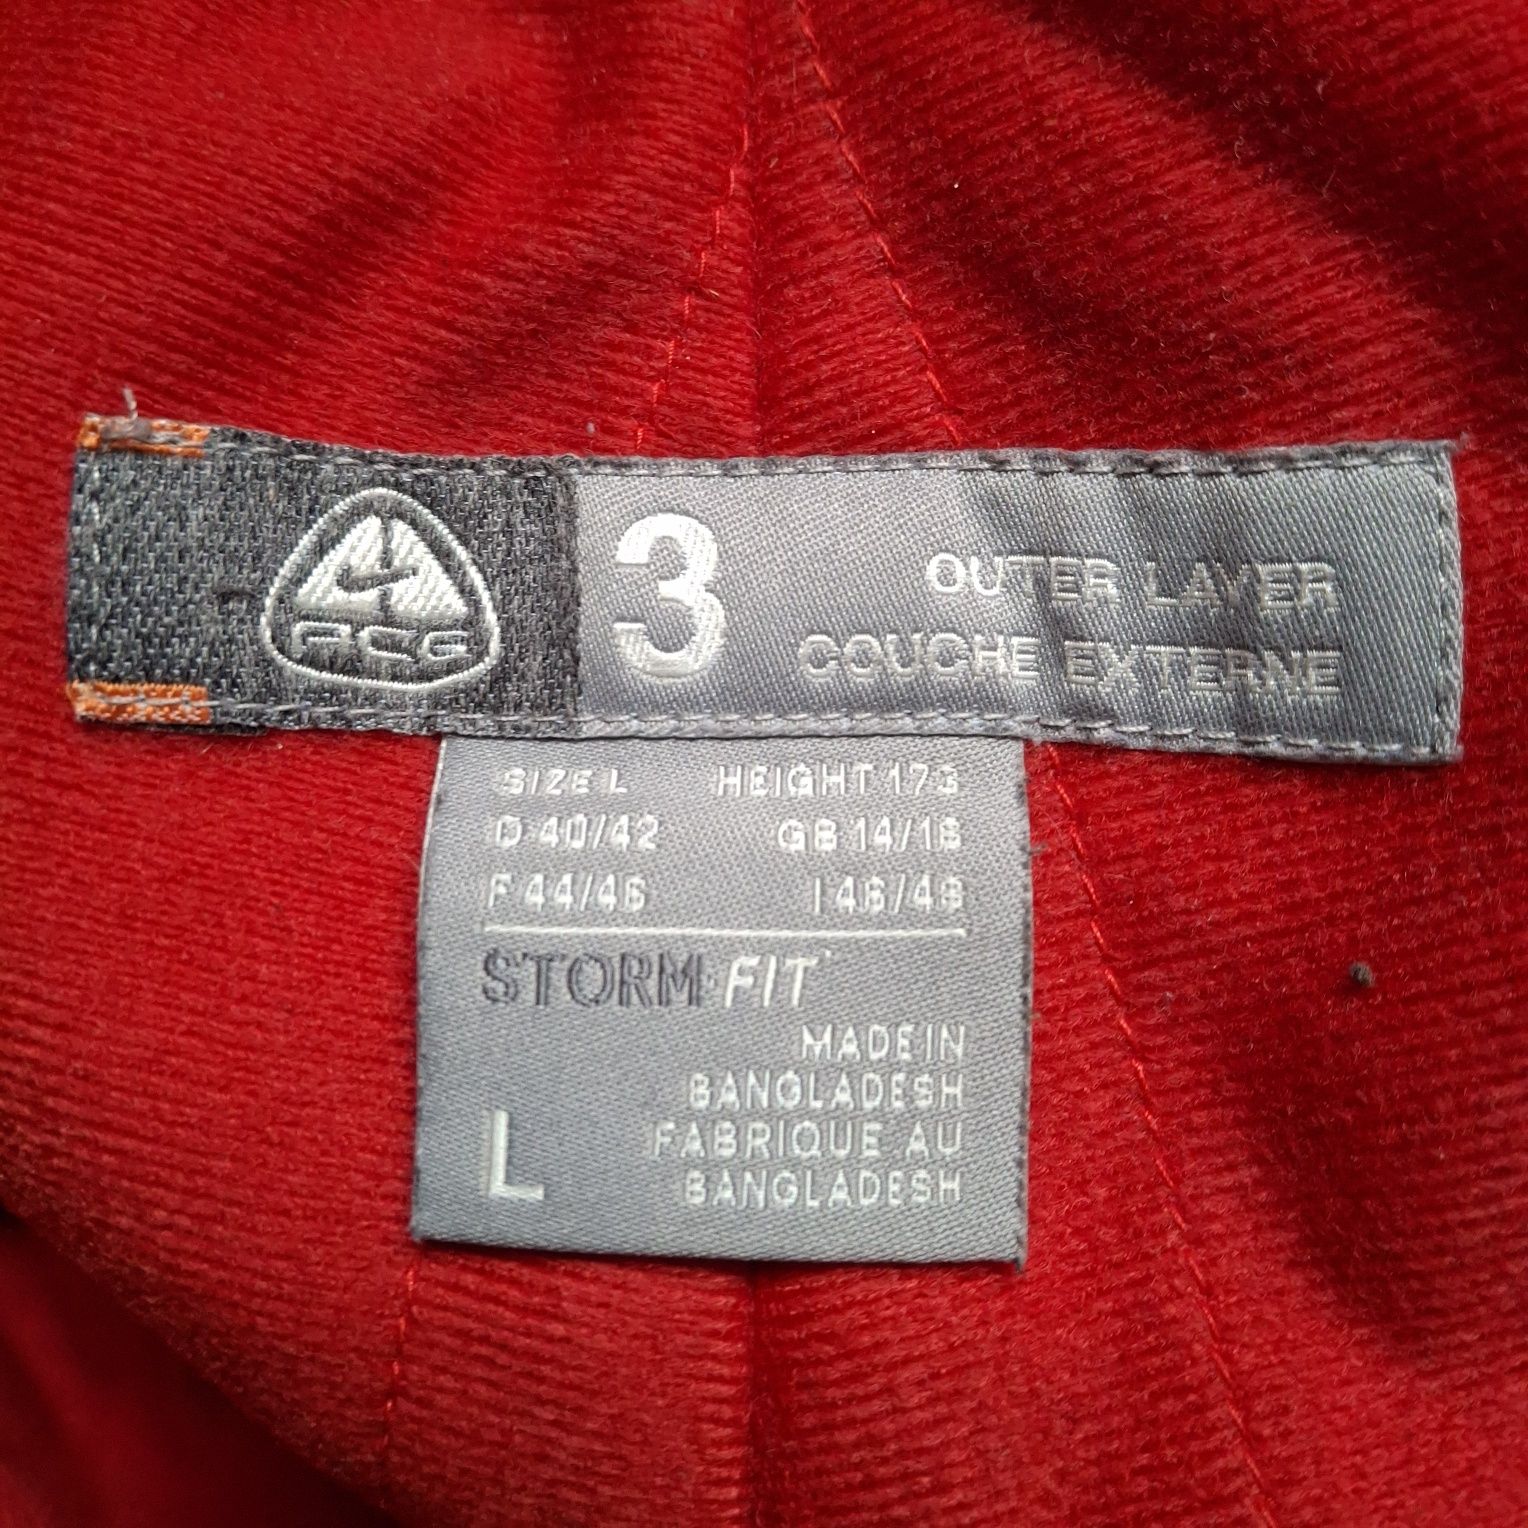 ACG
3
OUTER LAYER
COUCHE EXTERNE
SIZE L HEIGHT 173
D 40/42 GB 14/16
F 44/46 I 46/48
STORM-FIT
MADE IN
BANGLADESH
FABRIQUE AU
BANGLADESH
L